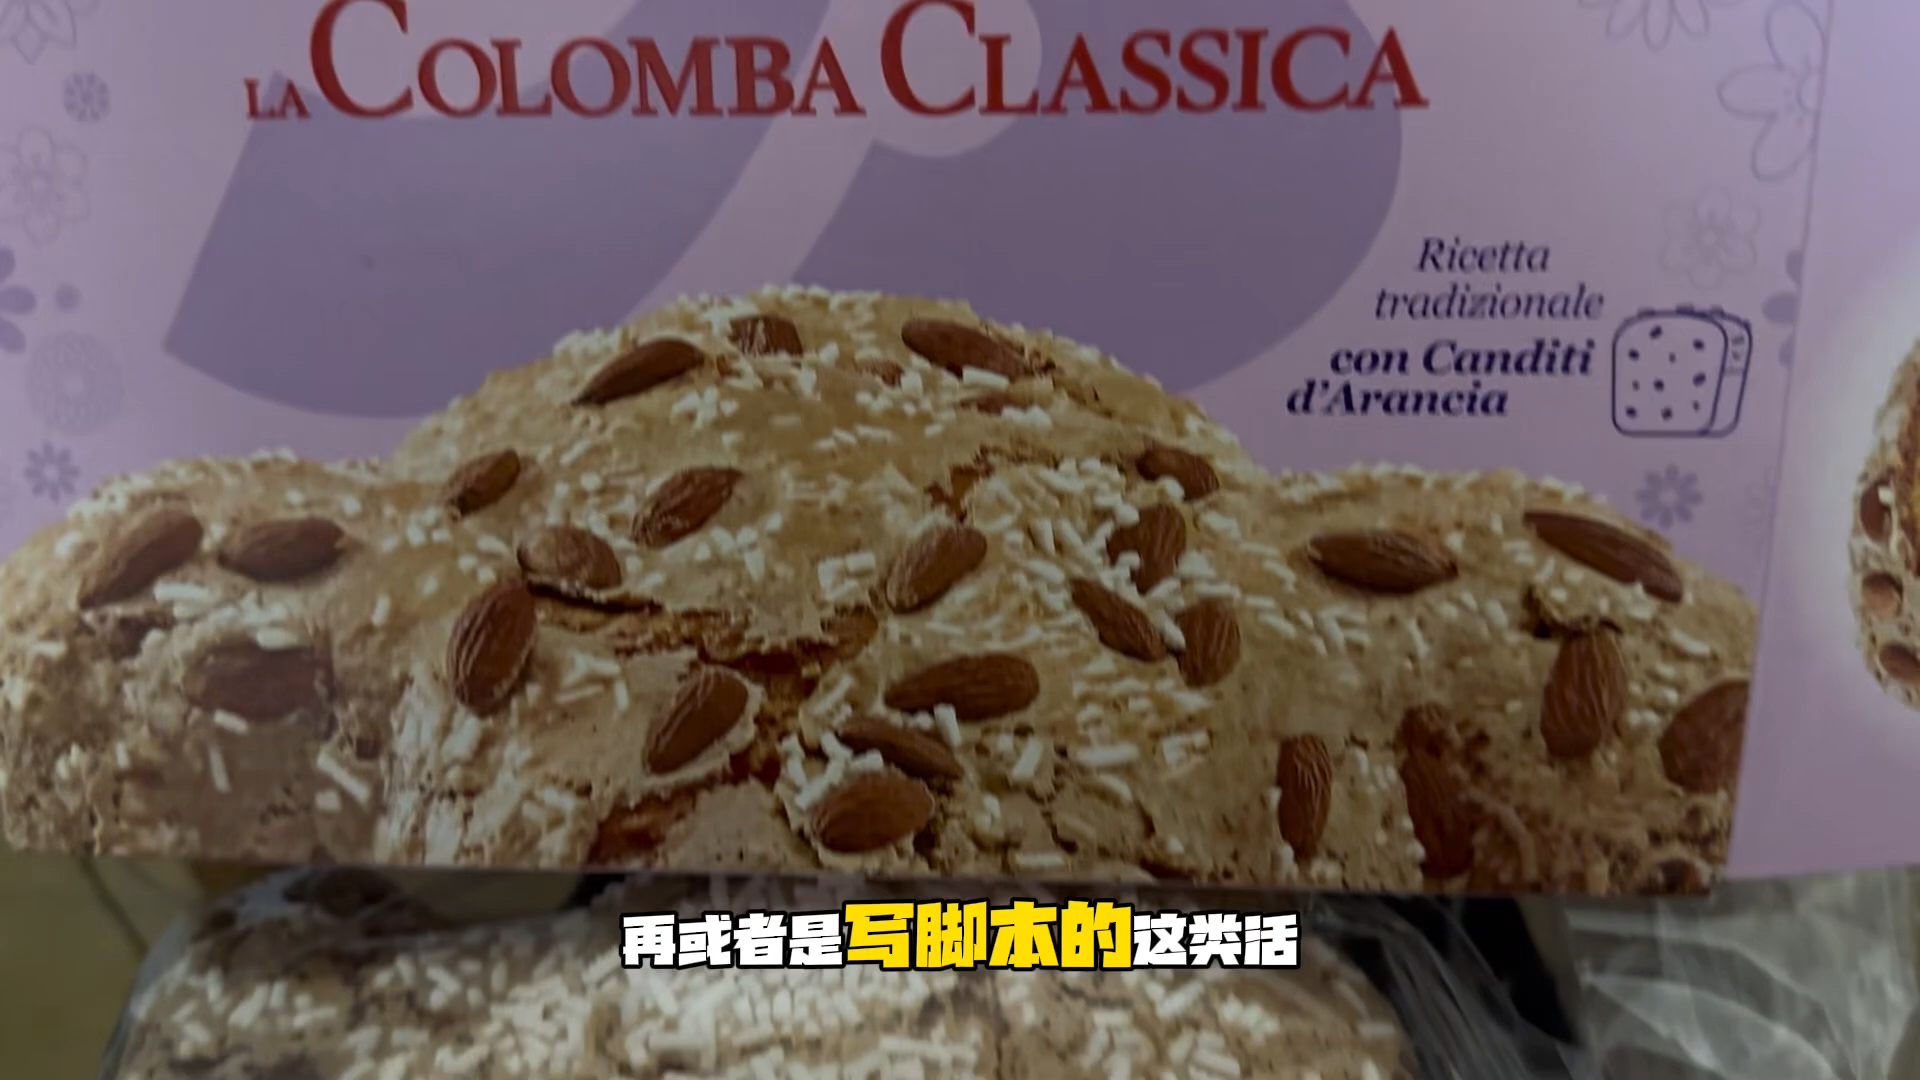 LA COLOMBA CLASSICA
Ricetta
tradizionale
con Canditi
d'Arancia
再或者是写脚本的这类活